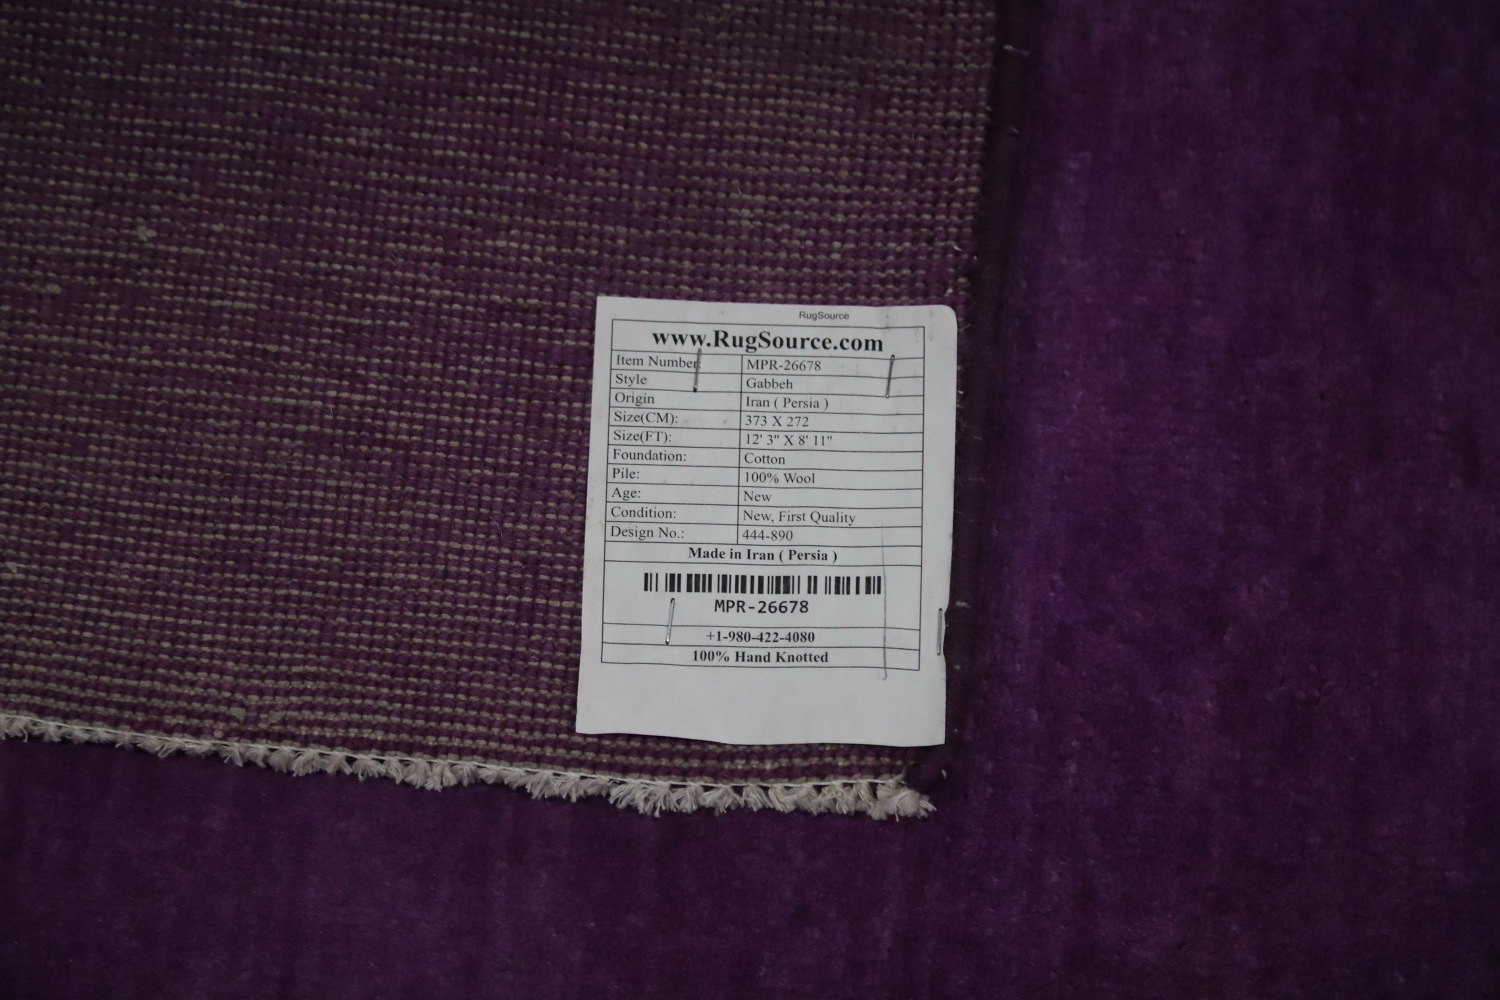 RugSource
www.RugSource.com
Item Number MPR-26678
Style Gabbeh
Origin Iran ( Persia )
Size(CM): 373 X 272
Size(FT): 12' 3" X 8' 11"
Foundation: Cotton
Pile: 100% Wool
Age: New
Condition: New, First Quality
Design No.: 444-890
Made in Iran ( Persia )
MPR-26678
+1-980-422-4080
100% Hand Knotted